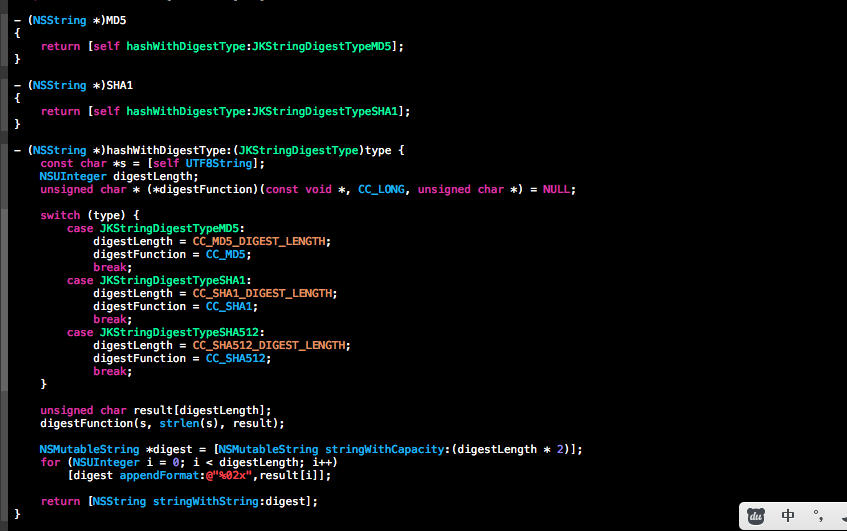 - (NSString *)MD5
{
    return [self hashWithDigestType:JKStringDigestTypeMD5];
}

- (NSString *)SHA1
{
    return [self hashWithDigestType:JKStringDigestTypeSHA1];
}

- (NSString *)hashWithDigestType:(JKStringDigestType)type {
    const char *s = [self UTF8String];
    NSUInteger digestLength;
    unsigned char * (*digestFunction)(const void *, CC_LONG, unsigned char *) = NULL;

    switch (type) {
        case JKStringDigestTypeMD5:
            digestLength = CC_MD5_DIGEST_LENGTH;
            digestFunction = CC_MD5;
            break;
        case JKStringDigestTypeSHA1:
            digestLength = CC_SHA1_DIGEST_LENGTH;
            digestFunction = CC_SHA1;
            break;
        case JKStringDigestTypeSHA512:
            digestLength = CC_SHA512_DIGEST_LENGTH;
            digestFunction = CC_SHA512;
            break;
    }

    unsigned char result[digestLength];
    digestFunction(s, strlen(s), result);

    NSMutableString *digest = [NSMutableString stringWithCapacity:(digestLength * 2)];
    for (NSUInteger i = 0; i < digestLength; i++)
        [digest appendFormat:@"%02x",result[i]];

    return [NSString stringWithString:digest];
}
du 中 °,